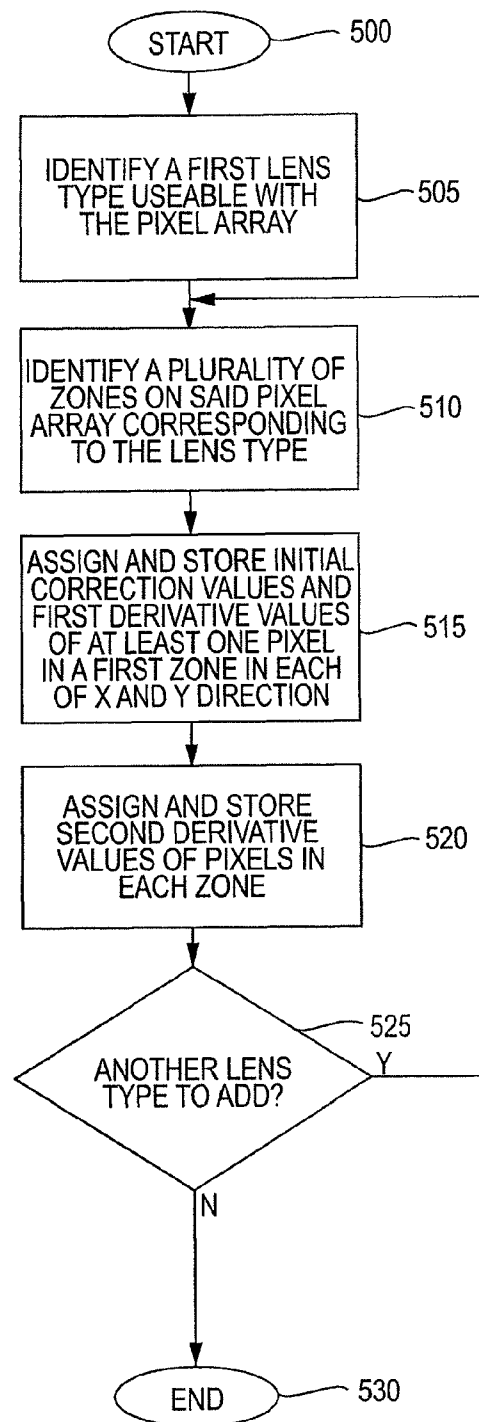 START
500
IDENTIFY A FIRST LENS
TYPE USEABLE WITH
THE PIXEL ARRAY
505
IDENTIFY A PLURALITY OF
ZONES ON SAID PIXEL
ARRAY CORRESPONDING
TO THE LENS TYPE
510
ASSIGN AND STORE INITIAL
CORRECTION VALUES AND
FIRST DERIVATIVE VALUES
OF AT LEAST ONE PIXEL
IN A FIRST ZONE IN EACH
OF X AND Y DIRECTION
515
ASSIGN AND STORE
SECOND DERIVATIVE
VALUES OF PIXELS IN
EACH ZONE
520
525
ANOTHER LENS
TYPE TO ADD?
Y
N
END
530